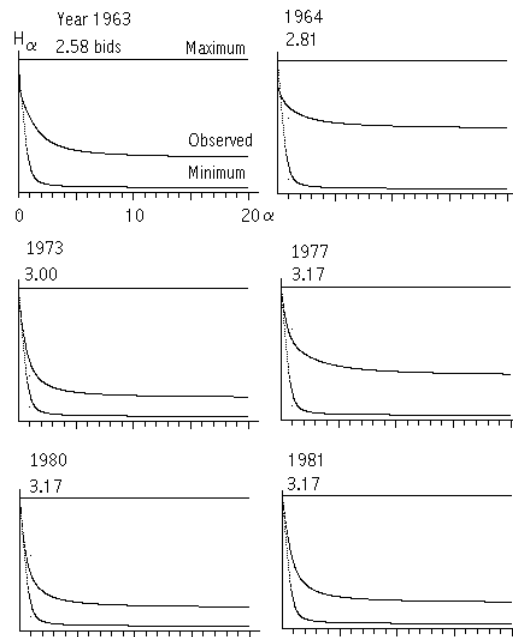 Year 1963
Hα 2.58 bids Maximum
Observed
Minimum
0 10 20 α
1964
2.81
1973
3.00
1977
3.17
1980
3.17
1981
3.17